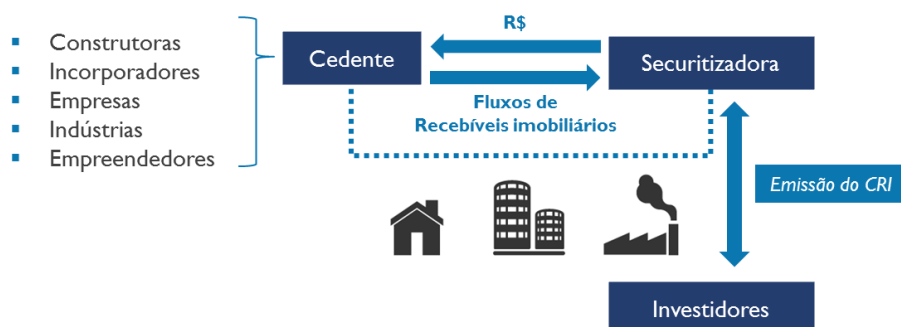 Construtoras
Incorporadores
Empresas
Indústrias
Empreendedores
Cedente
R$
Fluxos de
Recebíveis imobiliários
Securitizadora
Emissão do CRI
Investidores